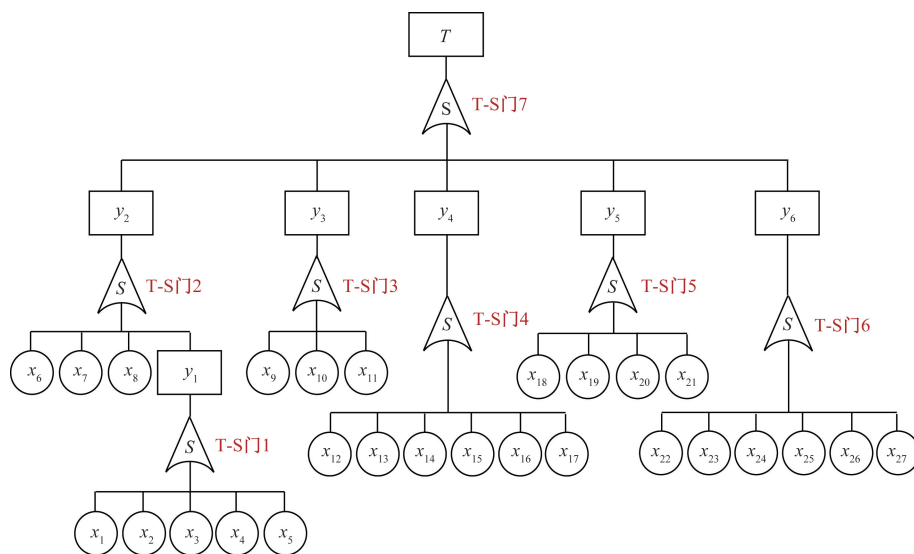 T
S T-S门7
y₂ y₃ y₄ y₅ y₆
S T-S门2 S T-S门3 S T-S门5
S T-S门4 S T-S门6
x₆ x₇ x₈ y₁ x₉ x₁₀ x₁₁ x₁₈ x₁₉ x₂₀ x₂₁
S T-S门1 x₁₂ x₁₃ x₁₄ x₁₅ x₁₆ x₁₇ x₂₂ x₂₃ x₂₄ x₂₅ x₂₆ x₂₇
x₁ x₂ x₃ x₄ x₅